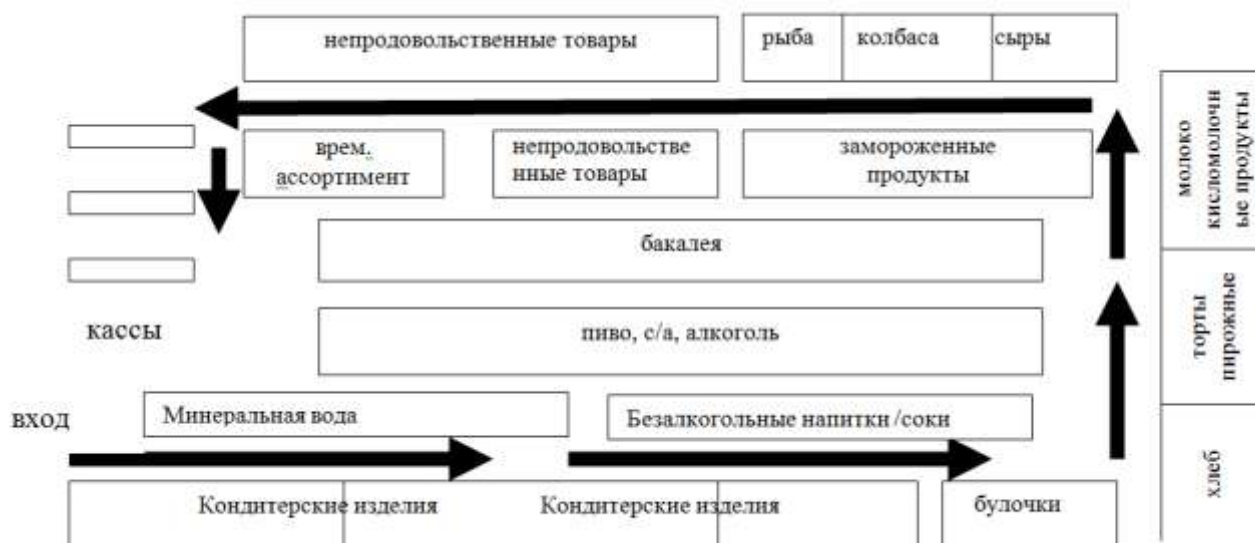 непродовольственные товары
рыба колбаса сыры
врем.
ассортимент
непродовольстве
нные товары
замороженные
продукты
молоко
кисломолочн
ые продукты
бакалея
торты
пирожные
кассы
пиво, с/а, алкоголь
вход
Минеральная вода
Безалкогольные напитки /соки
хлеб
Кондитерские изделия
Кондитерские изделия
булочки